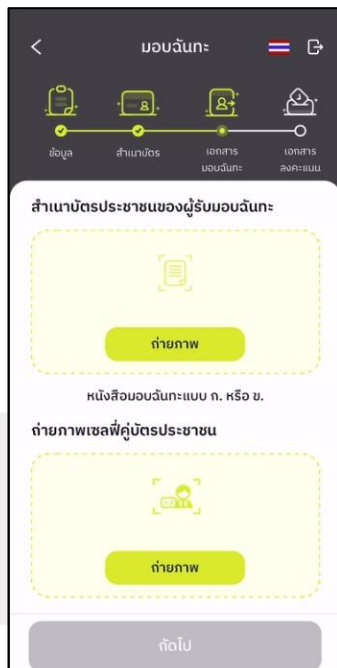 มอบฉันทะ
ข้อมูล
สำเนาบัตร
เอกสาร
มอบฉันทะ
เอกสาร
ลงคะแนน
สำเนาบัตรประชาชนของผู้รับมอบฉันทะ
ถ่ายภาพ
หนังสือมอบฉันทะแบบ ก. หรือ ข.
ถ่ายภาพเซลฟี่คู่บัตรประชาชน
ถ่ายภาพ
ถัดไป